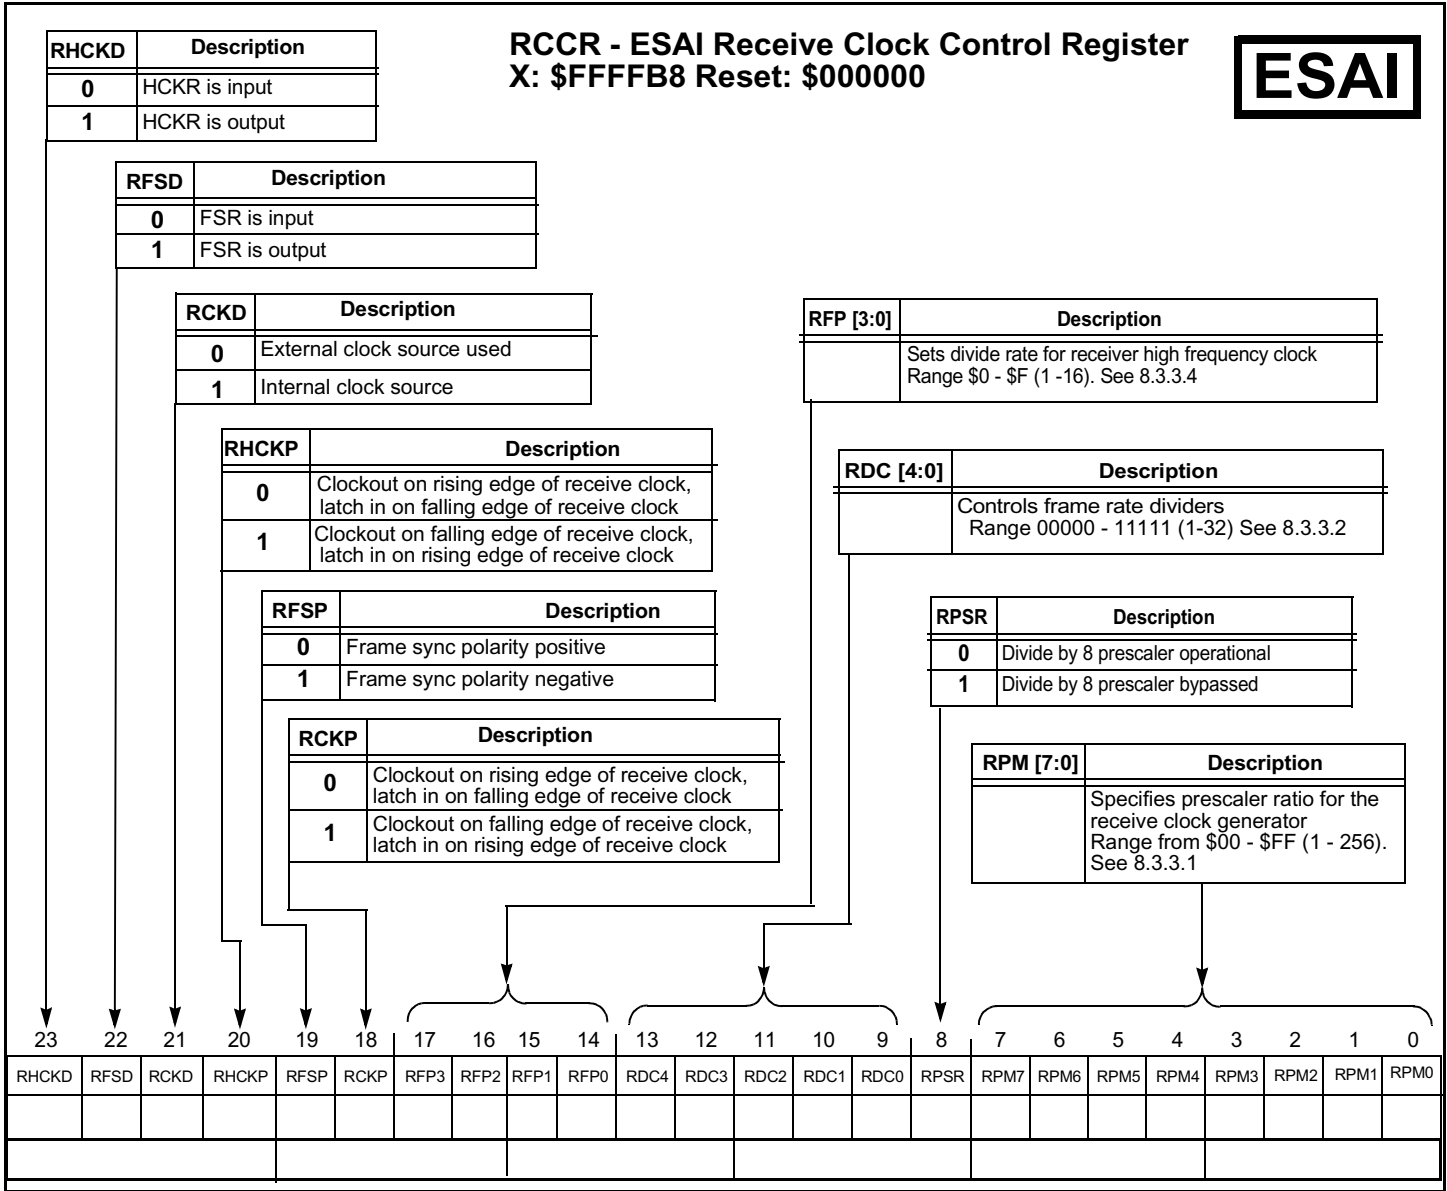 RCCR - ESAI Receive Clock Control Register
X: $FFFFB8 Reset: $000000
ESAI
RHCKD Description
0 HCKR is input
1 HCKR is output
RFSD Description
0 FSR is input
1 FSR is output
RCKD Description
0 External clock source used
1 Internal clock source
RHCKP Description
0 Clockout on rising edge of receive clock,
latch in on falling edge of receive clock
1 Clockout on falling edge of receive clock,
latch in on rising edge of receive clock
RFSP Description
0 Frame sync polarity positive
1 Frame sync polarity negative
RCKP Description
0 Clockout on rising edge of receive clock,
latch in on falling edge of receive clock
1 Clockout on falling edge of receive clock,
latch in on rising edge of receive clock
RFP [3:0] Description
Sets divide rate for receiver high frequency clock
Range $0 - $F (1 -16). See 8.3.3.4
RDC [4:0] Description
Controls frame rate dividers
Range 00000 - 11111 (1-32) See 8.3.3.2
RPSR Description
0 Divide by 8 prescaler operational
1 Divide by 8 prescaler bypassed
RPM [7:0] Description
Specifies prescaler ratio for the
receive clock generator
Range from $00 - $FF (1 - 256).
See 8.3.3.1
23 22 21 20 19 18 17 16 15 14 13 12 11 10 9 8 7 6 5 4 3 2 1 0
RHCKD RFSD RCKD RHCKP RFSP RCKP RFP3 RFP2 RFP1 RFP0 RDC4 RDC3 RDC2 RDC1 RDC0 RPSR RPM7 RPM6 RPM5 RPM4 RPM3 RPM2 RPM1 RPM0